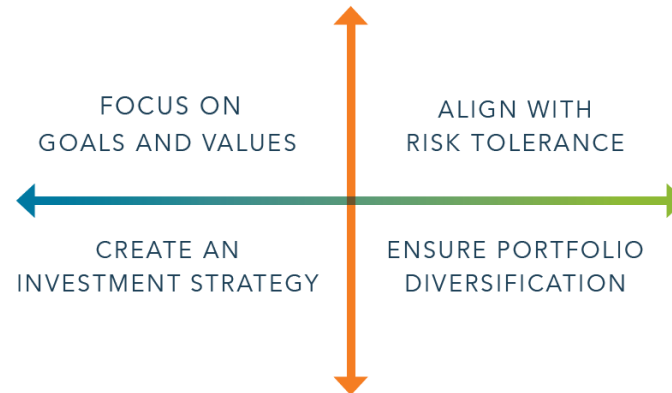 FOCUS ON
GOALS AND VALUES
ALIGN WITH
RISK TOLERANCE
CREATE AN
INVESTMENT STRATEGY
ENSURE PORTFOLIO
DIVERSIFICATION